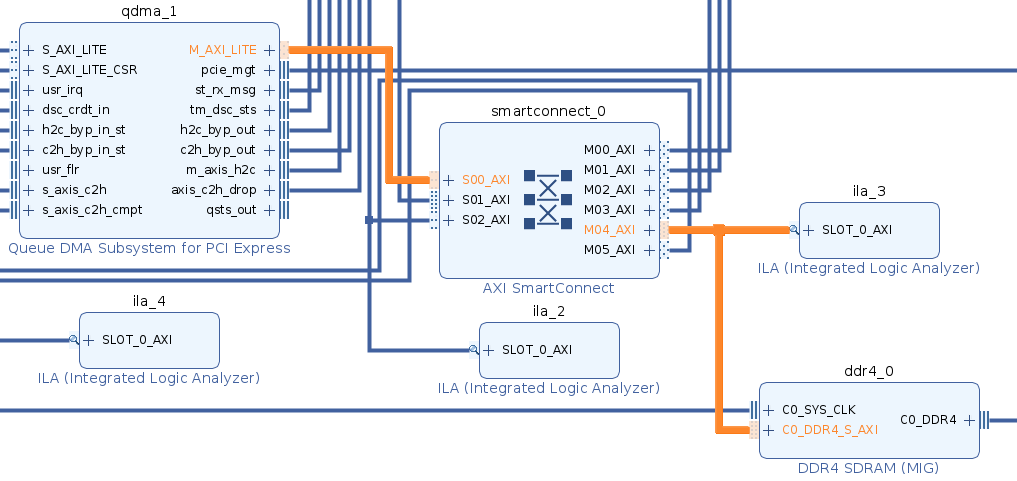 qdma_1
S_AXI_LITE
M_AXI_LITE
S_AXI_LITE_CSR
pcie_mgt
usr_irq
st_rx_msg
dsc_crdt_in
tm_dsc_sts
h2c_byp_in_st
h2c_byp_out
c2h_byp_in_st
c2h_byp_out
usr_flr
m_axis_h2c
s_axis_c2h
axis_c2h_drop
s_axis_c2h_cmpt
qsts_out
Queue DMA Subsystem for PCI Express
smartconnect_0
S00_AXI
S01_AXI
S02_AXI
M00_AXI
M01_AXI
M02_AXI
M03_AXI
M04_AXI
M05_AXI
AXI SmartConnect
ila_3
SLOT_0_AXI
ILA (Integrated Logic Analyzer)
ila_4
SLOT_0_AXI
ILA (Integrated Logic Analyzer)
ila_2
SLOT_0_AXI
ILA (Integrated Logic Analyzer)
ddr4_0
C0_SYS_CLK
C0_DDR4_S_AXI
C0_DDR4
DDR4 SDRAM (MIG)